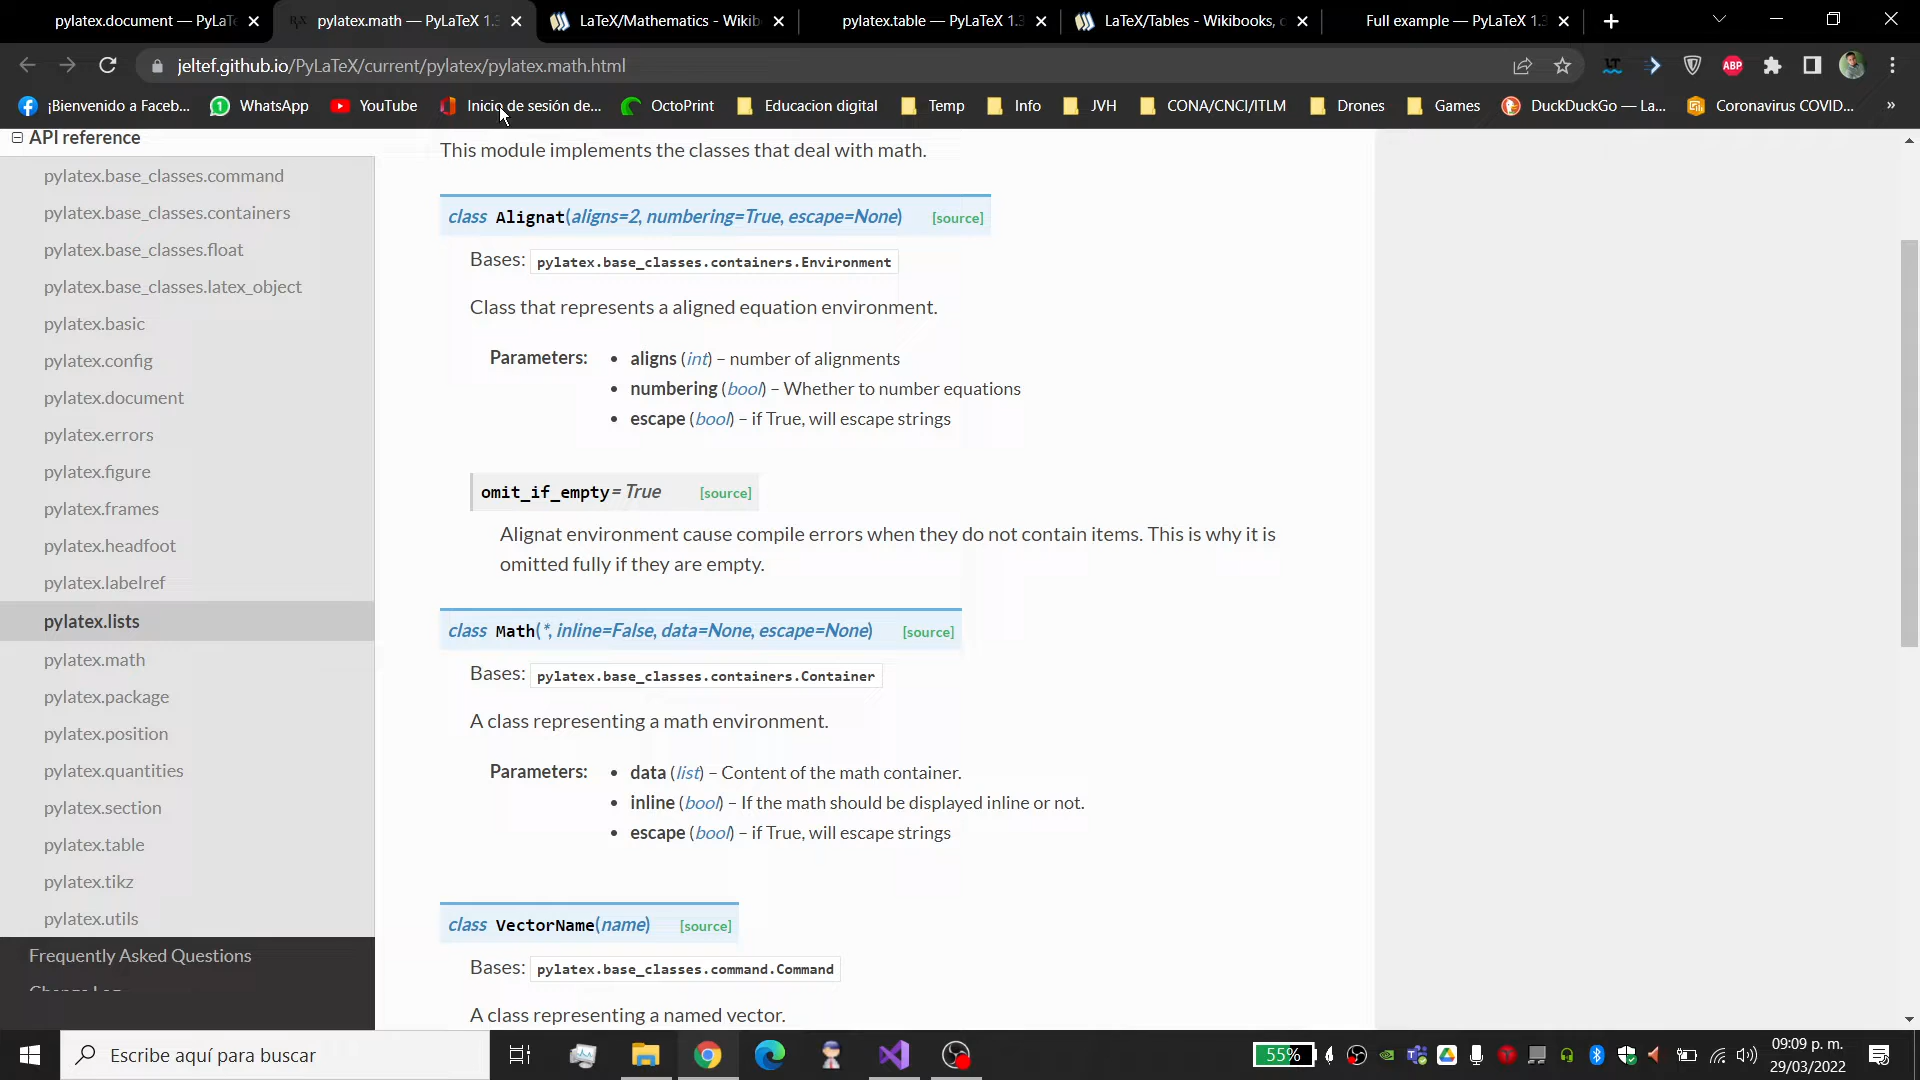 pylatex.document — PyLaTe
pylatex.math — PyLaTeX 1.3
LaTeX/Mathematics - Wikib
pylatex.table — PyLaTeX 1.3
LaTeX/Tables - Wikibooks, o
Full example — PyLaTeX 1.3
jeltef.github.io/PyLaTeX/current/pylatex/pylatex.math.html
ABP
¡Bienvenido a Faceb...
WhatsApp
YouTube
Inicio de sesión de...
OctoPrint
Educacion digital
Temp
Info
JVH
CONA/CNCI/ITLM
Drones
Games
DuckDuckGo — La...
Coronavirus COVID...
»
API reference
pylatex.base_classes.command
pylatex.base_classes.containers
pylatex.base_classes.float
pylatex.base_classes.latex_object
pylatex.basic
pylatex.config
pylatex.document
pylatex.errors
pylatex.figure
pylatex.frames
pylatex.headfoot
pylatex.labelref
pylatex.lists
pylatex.math
pylatex.package
pylatex.position
pylatex.quantities
pylatex.section
pylatex.table
pylatex.tikz
pylatex.utils
Frequently Asked Questions
Change Log
This module implements the classes that deal with math.
class Alignat(aligns=2, numbering=True, escape=None) [source]
Bases: pylatex.base_classes.containers.Environment
Class that represents a aligned equation environment.
Parameters: • aligns (int) – number of alignments
• numbering (bool) – Whether to number equations
• escape (bool) – if True, will escape strings
omit_if_empty= True [source]
Alignat environment cause compile errors when they do not contain items. This is why it is
omitted fully if they are empty.
class Math(*, inline=False, data=None, escape=None) [source]
Bases: pylatex.base_classes.containers.Container
A class representing a math environment.
Parameters: • data (list) – Content of the math container.
• inline (bool) – If the math should be displayed inline or not.
• escape (bool) – if True, will escape strings
class VectorName(name) [source]
Bases: pylatex.base_classes.command.Command
A class representing a named vector.
Escribe aquí para buscar
55%
09:09 p. m.
29/03/2022